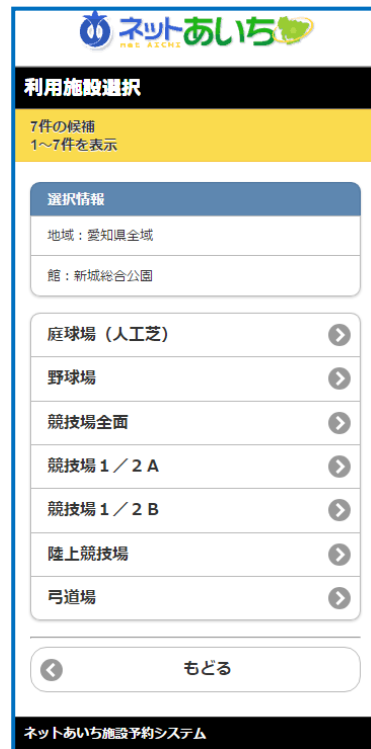 ネットあいち
net AICHI
利用施設選択
7件の候補
1～7件を表示
選択情報
地域：愛知県全域
館：新城総合公園
庭球場（人工芝）
野球場
競技場全面
競技場１／２Ａ
競技場１／２Ｂ
陸上競技場
弓道場
もどる
ネットあいち施設予約システム